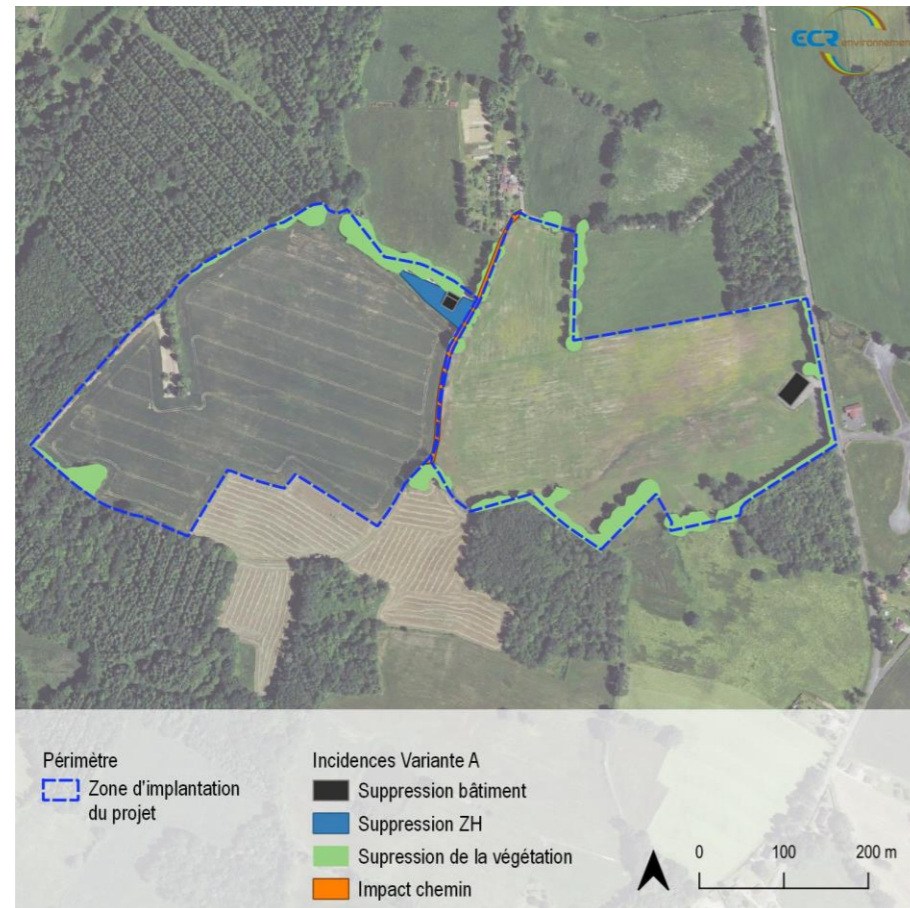 ECR environnement
Périmètre
Zone d'implantation
du projet
Incidences Variante A
Suppression bâtiment
Suppression ZH
Supression de la végétation
Impact chemin
0 100 200 m